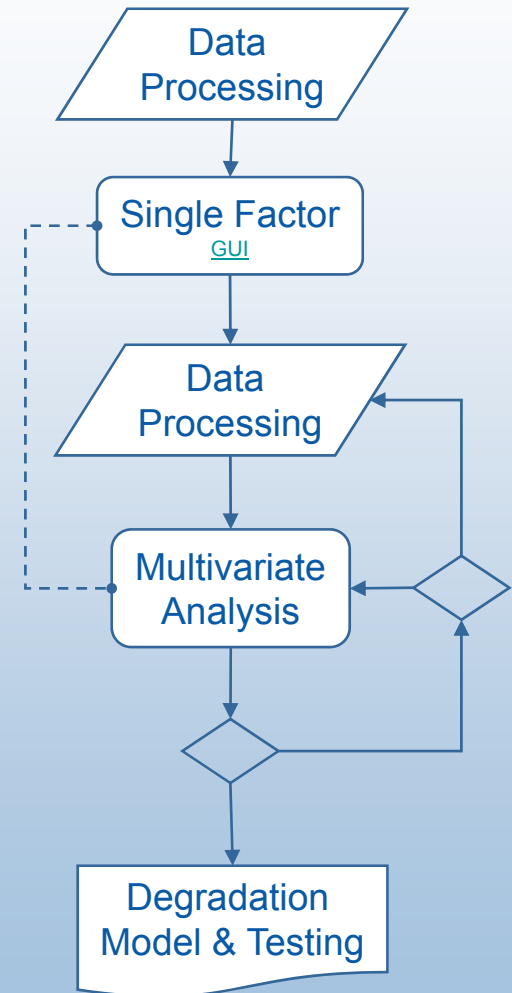 Data
Processing
Single Factor
GUI
Data
Processing
Multivariate
Analysis
Degradation
Model & Testing